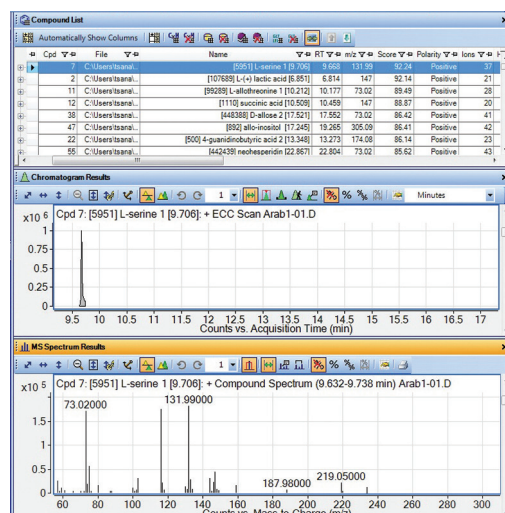 Compound List
Automatically Show Columns
Cpd File Name RT m/z Score Polarity Ions
7 C:\Users\tsana\... [5951] L-serine 1 [9.706] 9.668 131.99 92.24 Positive 37
2 C:\Users\tsana\... [107689] L-(+) lactic acid [6.851] 6.814 147 92.14 Positive 21
11 C:\Users\tsana\... [99289] L-allothreonine 1 [10.212] 10.177 73.02 89.49 Positive 28
12 C:\Users\tsana\... [1110] succinic acid [10.509] 10.459 147 88.87 Positive 20
38 C:\Users\tsana\... [448388] D-allose 2 [17.521] 17.552 73.02 86.42 Positive 41
47 C:\Users\tsana\... [892] allo-inositol [17.245] 19.265 305.09 86.41 Positive 42
22 C:\Users\tsana\... [500] 4-guanidinobutyric acid 2 [13.348] 13.273 174.08 86.14 Positive 23
55 C:\Users\tsana\... [442439] neohesperidin [22.867] 22.804 73.02 85.62 Positive 43
Chromatogram Results
1 % % % Minutes
x10 6 Cpd 7: [5951] L-serine 1 [9.706]: + ECC Scan Arab1-01.D
1
0.75
0.5
0.25
0
9.5 10 10.5 11 11.5 12 12.5 13 13.5 14 14.5 15 15.5 16 16.5 17
Counts vs. Acquisition Time (min)
MS Spectrum Results
1 % % %
x10 5 Cpd 7: [5951] L-serine 1 [9.706]: + Compound Spectrum (9.632-9.738 min) Arab1-01.D
73.02000 131.99000
1.5
1
0.5
187.98000 219.05000
0
60 80 100 120 140 160 180 200 220 240 260 280 300
Counts vs. Mass-to-Charge (m/z)